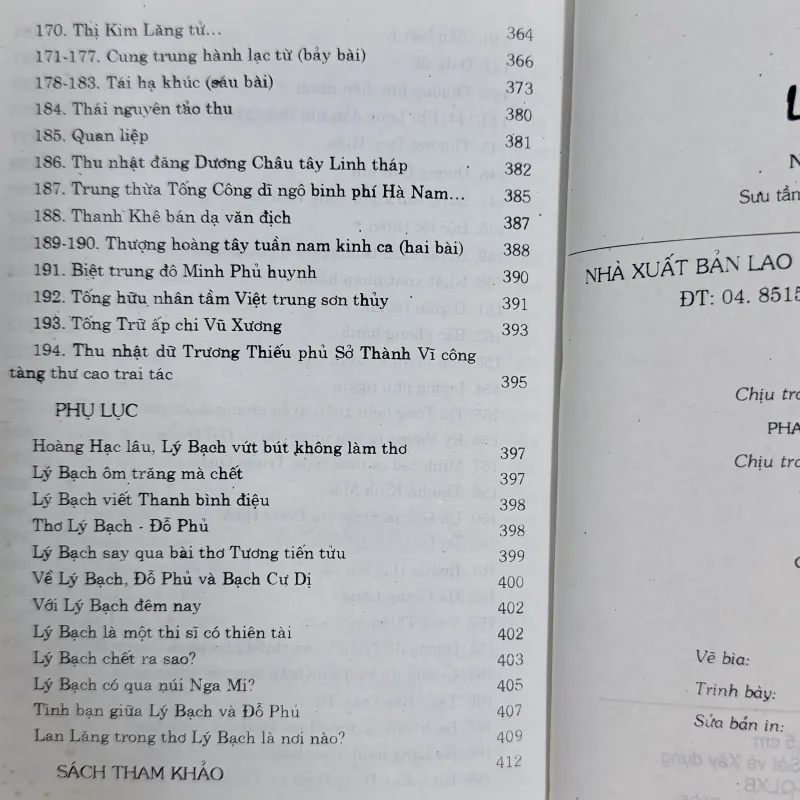 170. Thị Kim Lăng tử... 364
171-177. Cung trung hành lạc từ (bảy bài) 366
178-183. Tái hạ khúc (sáu bài) 373
184. Thái nguyên tảo thu 380
185. Quan liệp 381
186. Thu nhật đăng Dương Châu tây Linh tháp 382
187. Trung thừa Tống Công dĩ ngô binh phí Hà Nam... 385
188. Thanh Khê bán dạ văn địch 387
189-190. Thượng hoàng tây tuần nam kinh ca (hai bài) 388
191. Biệt trung đô Minh Phủ huynh 390
192. Tống hữu nhân tầm Việt trung sơn thủy 391
193. Tống Trữ ấp chi Vũ Xương 393
194. Thu nhật dữ Trương Thiếu phủ Sở Thành Vĩ công
tàng thư cao trai tác 395
PHỤ LỤC
Hoàng Hạc lâu, Lý Bạch vứt bút không làm thơ 397
Lý Bạch ôm trăng mà chết 397
Lý Bạch viết Thanh bình điệu 398
Thơ Lý Bạch - Đỗ Phủ 398
Lý Bạch say qua bài thơ Tương tiến tửu 399
Về Lý Bạch, Đỗ Phủ và Bạch Cư Dị 400
Với Lý Bạch đêm nay 402
Lý Bạch là một thi sĩ có thiên tài 402
Lý Bạch chết ra sao? 403
Lý Bạch có qua núi Nga Mi? 405
Tình bạn giữa Lý Bạch và Đỗ Phủ 407
Lan Lăng trong thơ Lý Bạch là nơi nào? 409
SÁCH THAM KHẢO 412
Sưu tầ
NHÀ XUẤT BẢN LAO
ĐT: 04. 8515
Chịu trá
PHA
Chịu trá
Vẽ bìa:
Trình bày:
Sửa bản in: